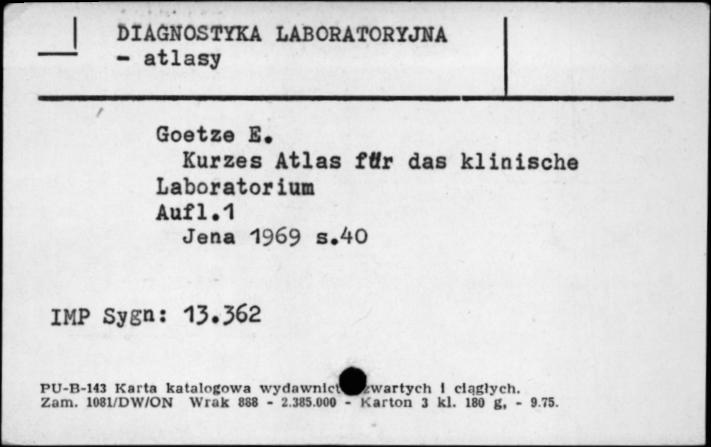 DIAGNOSTYKA LABORATORYJNA
- atlasy
Goetze E.
Kurzes Atlas für das klinische
Laboratorium
Aufl.1
Jena 1969 s.40
IMP Sygn: 13.362
PU-B-143 Karta katalogowa wydawnict zwartych i ciągłych.
Zam. 1081/DW/ON Wrak 888 - 2.385.000 - Karton 3 kl. 180 g, - 9.75.